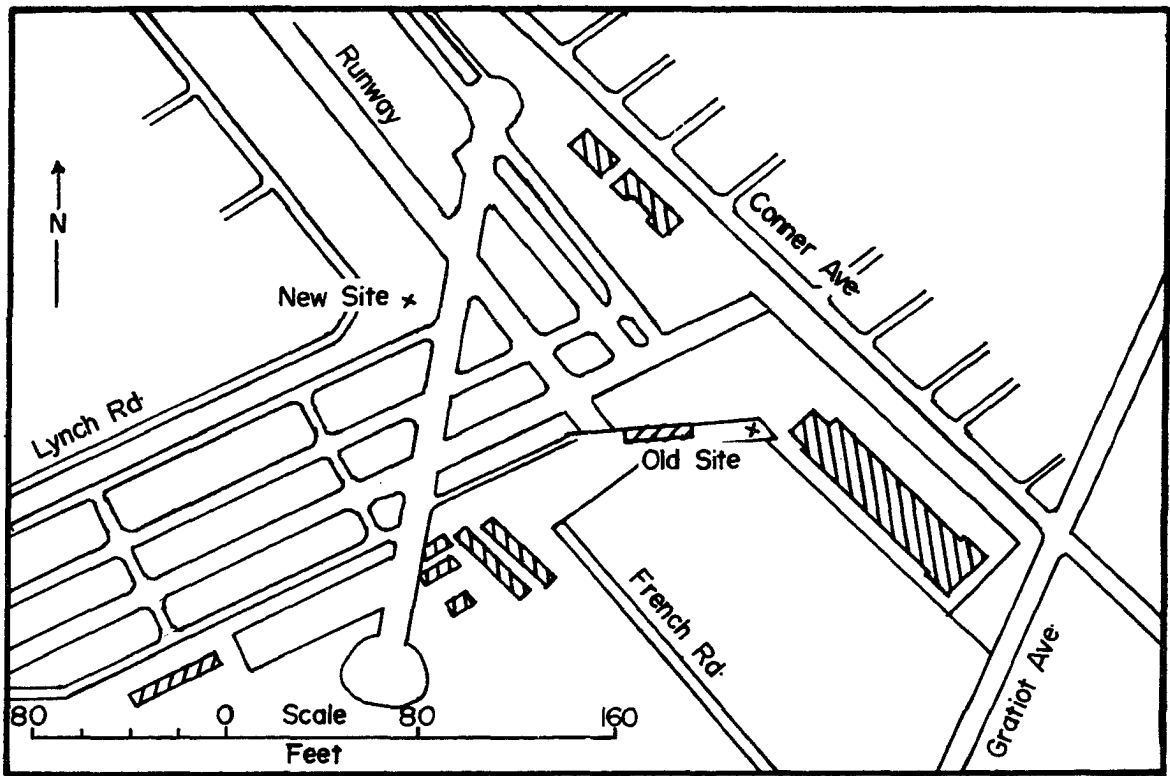 Runway
N
Conner Ave.
New Site x
Lynch Rd.
Old Site
French Rd.
Gratiot Ave.
80 0 Scale 80 160
Feet